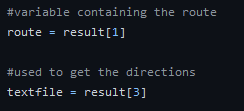 #variable containing the route
route = result[1]
#used to get the directions
textfile = result[3]